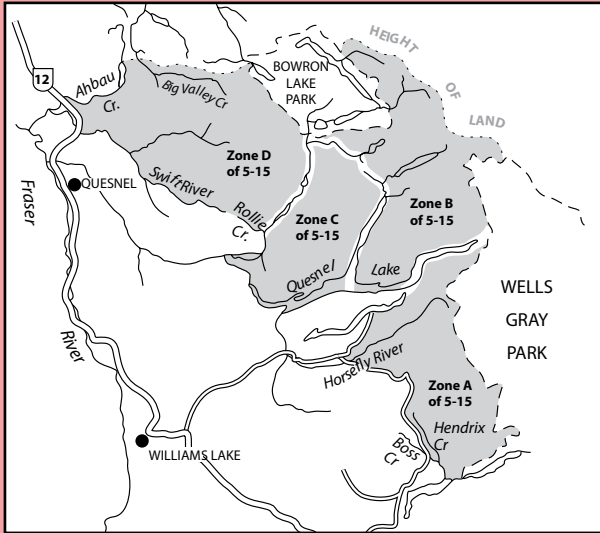 HEIGHT
OF
LAND
BOWRON
LAKE
PARK
12
Ahbau
Cr.
Big Valley Cr
Zone D
of 5-15
Swift River
QUESNEL
Rollie
Cr.
Zone C
of 5-15
Zone B
of 5-15
Fraser
River
Quesnel
Lake
WELLS
GRAY
PARK
Horsefly River
Zone A
of 5-15
Hendrix
Cr
Boss
Cr
WILLIAMS LAKE